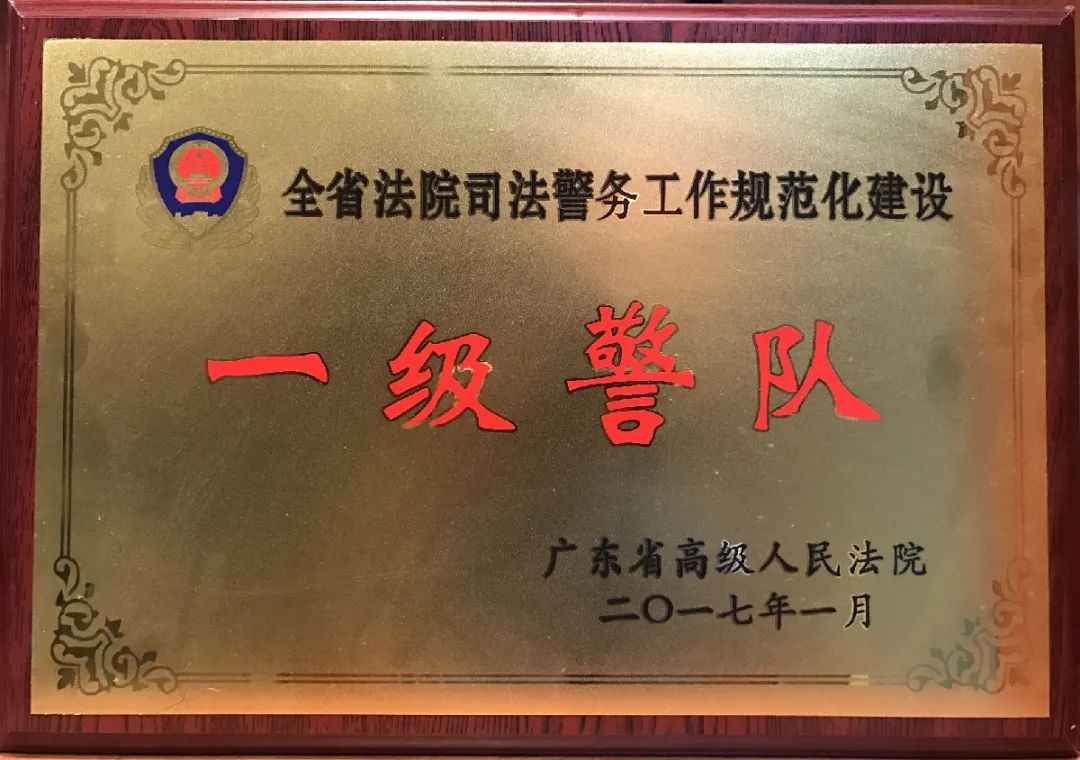 全省法院司法警务工作规范化建设
一级警队
广东省高级人民法院
二〇一七年一月